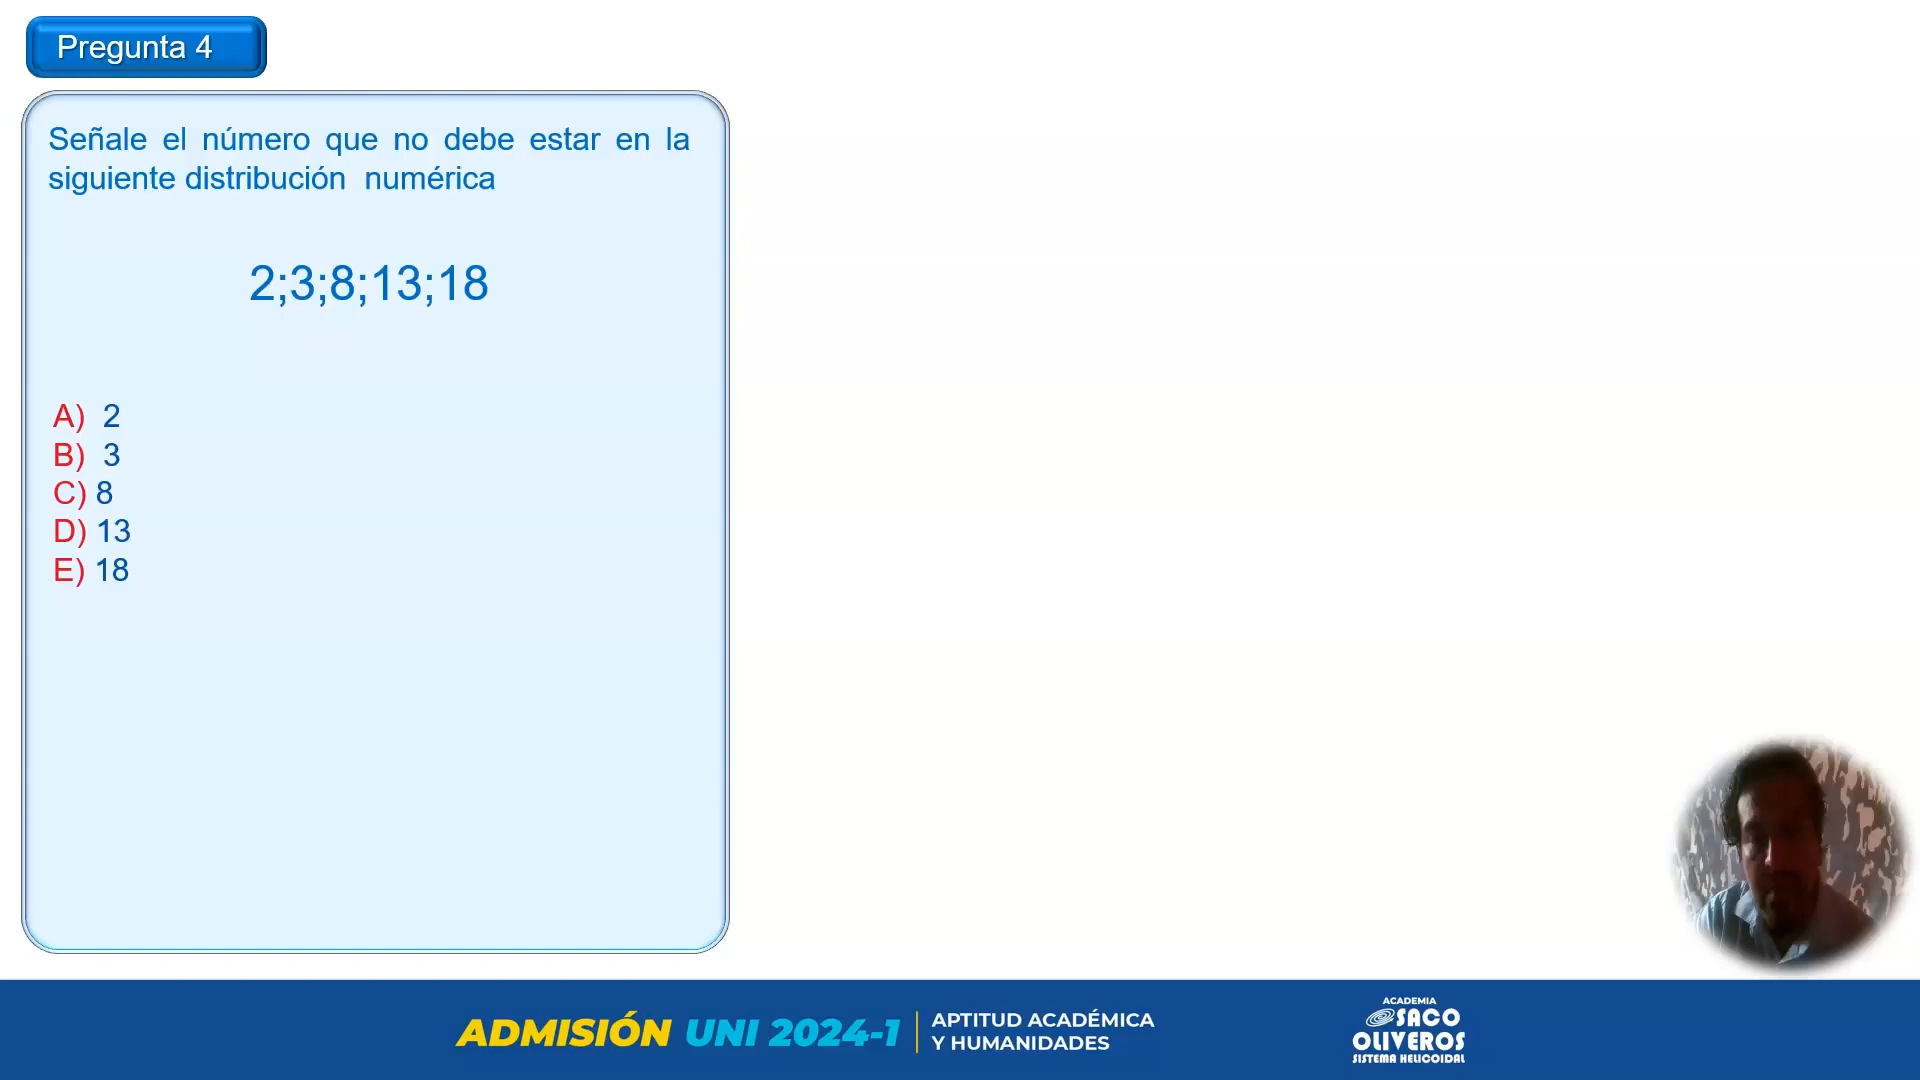 Pregunta 4
Señale el número que no debe estar en la
siguiente distribución numérica
2;3;8;13;18
A) 2
B) 3
C) 8
D) 13
E) 18
ADMISIÓN UNI 2024-1
APTITUD ACADÉMICA
Y HUMANIDADES
ACADEMIA
SACO
OLIVEROS
SISTEMA HELICOIDAL